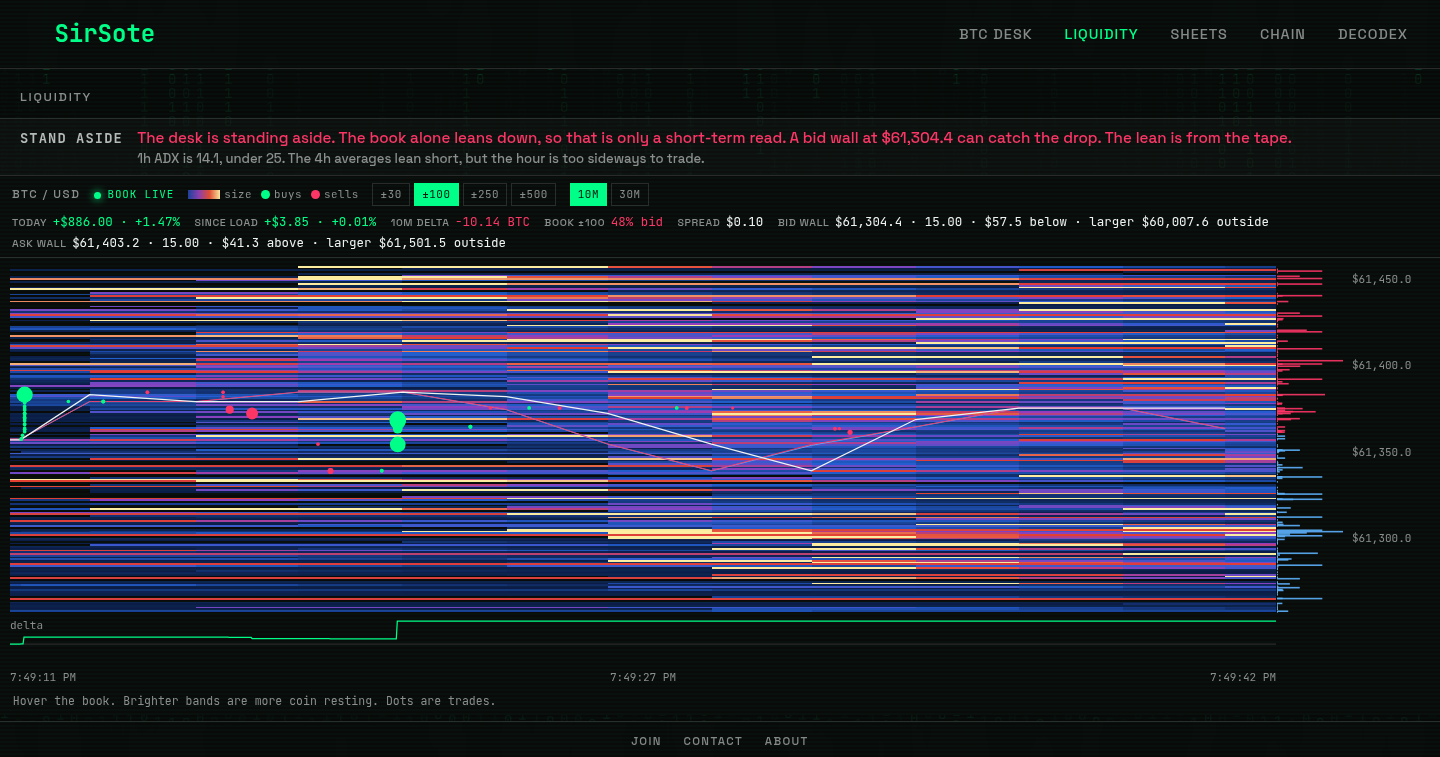 SirSote
BTC DESK LIQUIDITY SHEETS CHAIN DECODEX
LIQUIDITY
STAND ASIDE The desk is standing aside. The book alone leans down, so that is only a short-term read. A bid wall at $61,304.4 can catch the drop. The lean is from the tape.
1h ADX is 14.1, under 25. The 4h averages lean short, but the hour is too sideways to trade.
BTC / USD BOOK LIVE size buys sells ±30 ±100 ±250 ±500 10M 30M
TODAY +$886.00 · +1.47% SINCE LOAD +$3.85 · +0.01% 10M DELTA -10.14 BTC BOOK ±100 48% bid SPREAD $0.10 BID WALL $61,304.4 · 15.00 · $57.5 below · larger $60,007.6 outside
ASK WALL $61,403.2 · 15.00 · $41.3 above · larger $61,501.5 outside
$61,450.0
$61,400.0
$61,350.0
$61,300.0
delta
7:49:11 PM 7:49:27 PM 7:49:42 PM
Hover the book. Brighter bands are more coin resting. Dots are trades.
JOIN CONTACT ABOUT